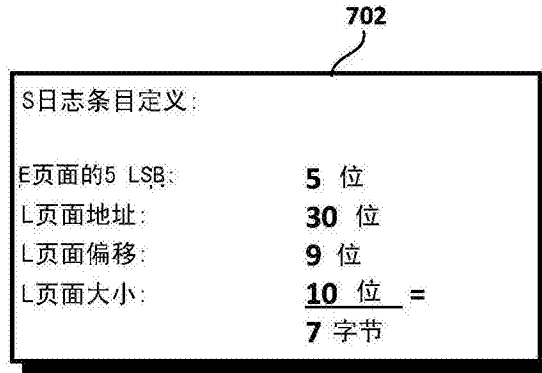 702
S日志条目定义:
E页面的5 LSB: 5 位
L页面地址: 30 位
L页面偏移: 9 位
L页面大小: 10 位 =
7 字节